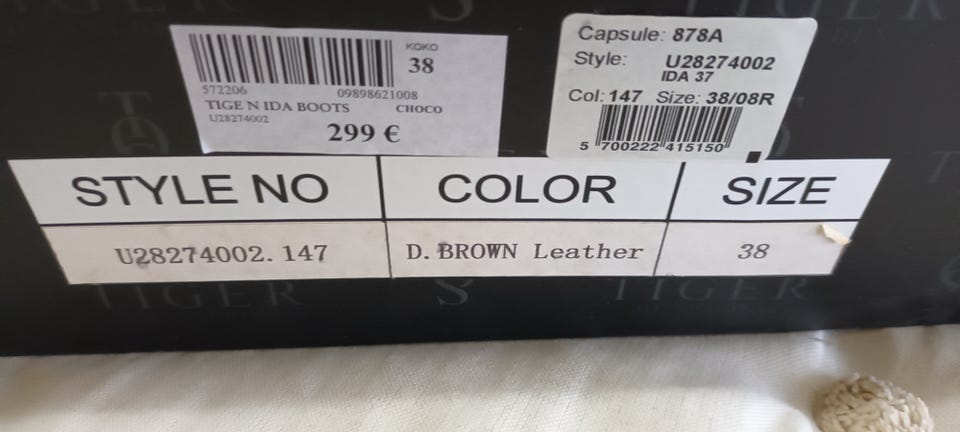 KOKO
38
572206 09898621008
TIGE N IDA BOOTS CHOCO
U28274002
299 €
Capsule: 878A
Style: U28274002
IDA 37
Col: 147 Size: 38/08R
5 700222 415150
STYLE NO COLOR SIZE
U28274002.147 D.BROWN Leather 38
TIGER S TIGER